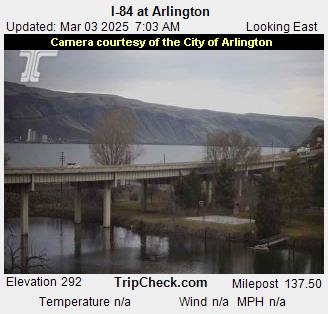 I-84 at Arlington
Updated: Mar 03 2025 7:03 AM Looking East
Camera courtesy of the City of Arlington
Elevation 292 TripCheck.com Milepost 137.50
Temperature n/a Wind n/a MPH n/a